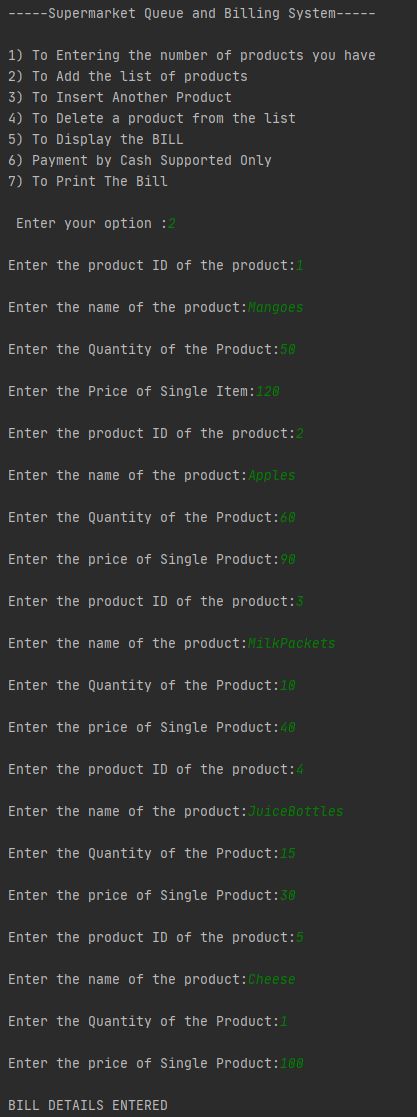 -----Supermarket Queue and Billing System-----
1) To Entering the number of products you have
2) To Add the list of products
3) To Insert Another Product
4) To Delete a product from the list
5) To Display the BILL
6) Payment by Cash Supported Only
7) To Print The Bill
Enter your option :2
Enter the product ID of the product:1
Enter the name of the product:Mangoes
Enter the Quantity of the Product:50
Enter the Price of Single Item:120
Enter the product ID of the product:2
Enter the name of the product:Apples
Enter the Quantity of the Product:60
Enter the price of Single Product:90
Enter the product ID of the product:3
Enter the name of the product:MilkPackets
Enter the Quantity of the Product:10
Enter the price of Single Product:40
Enter the product ID of the product:4
Enter the name of the product:JuiceBottles
Enter the Quantity of the Product:15
Enter the price of Single Product:30
Enter the product ID of the product:5
Enter the name of the product:Cheese
Enter the Quantity of the Product:1
Enter the price of Single Product:100
BILL DETAILS ENTERED